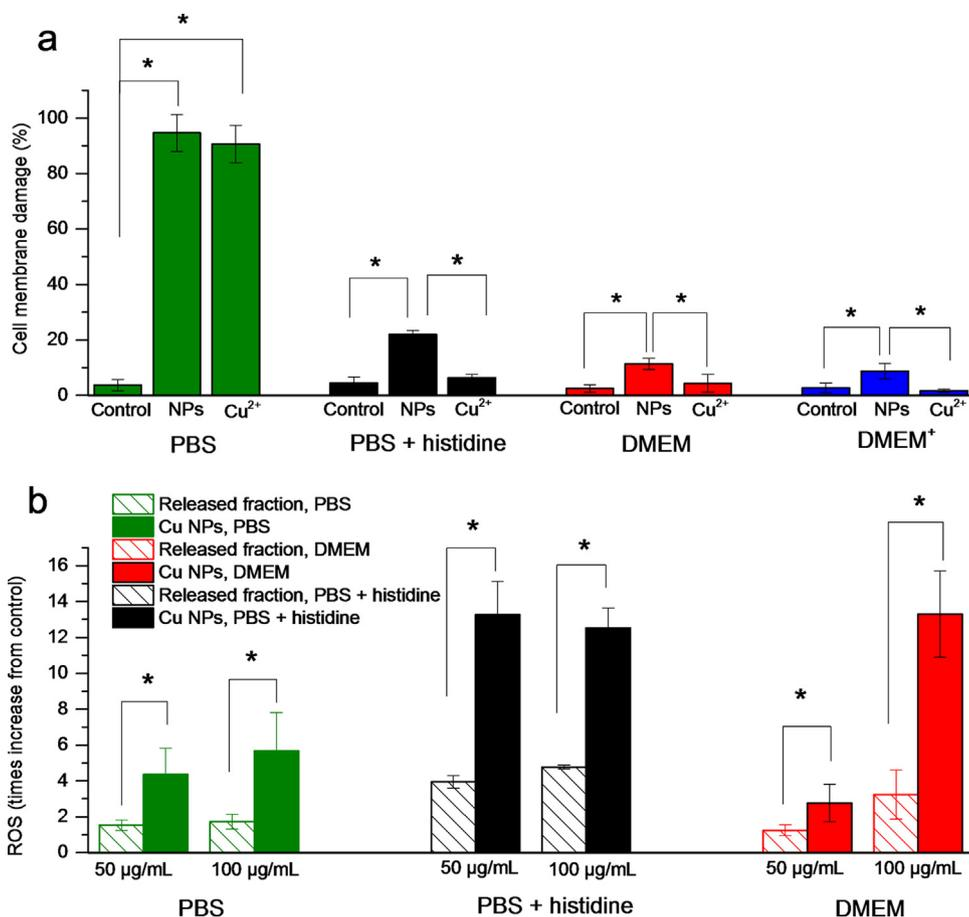 a
*
*
Cell membrane damage (%)
100
80
60
40
20
0
*
*
*
*
*
*
Control NPs Cu²⁺ Control NPs Cu²⁺ Control NPs Cu²⁺ Control NPs Cu²⁺
PBS PBS + histidine DMEM DMEM⁺
b
Released fraction, PBS
Cu NPs, PBS
Released fraction, DMEM
Cu NPs, DMEM
Released fraction, PBS + histidine
Cu NPs, PBS + histidine
ROS (times increase from control)
16
14
12
10
8
6
4
2
0
*
*
*
*
*
*
50 µg/mL 100 µg/mL 50 µg/mL 100 µg/mL 50 µg/mL 100 µg/mL
PBS PBS + histidine DMEM